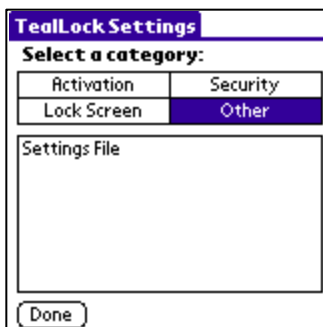 TealLock Settings
Select a category:
Activation Security
Lock Screen Other
Settings File
Done